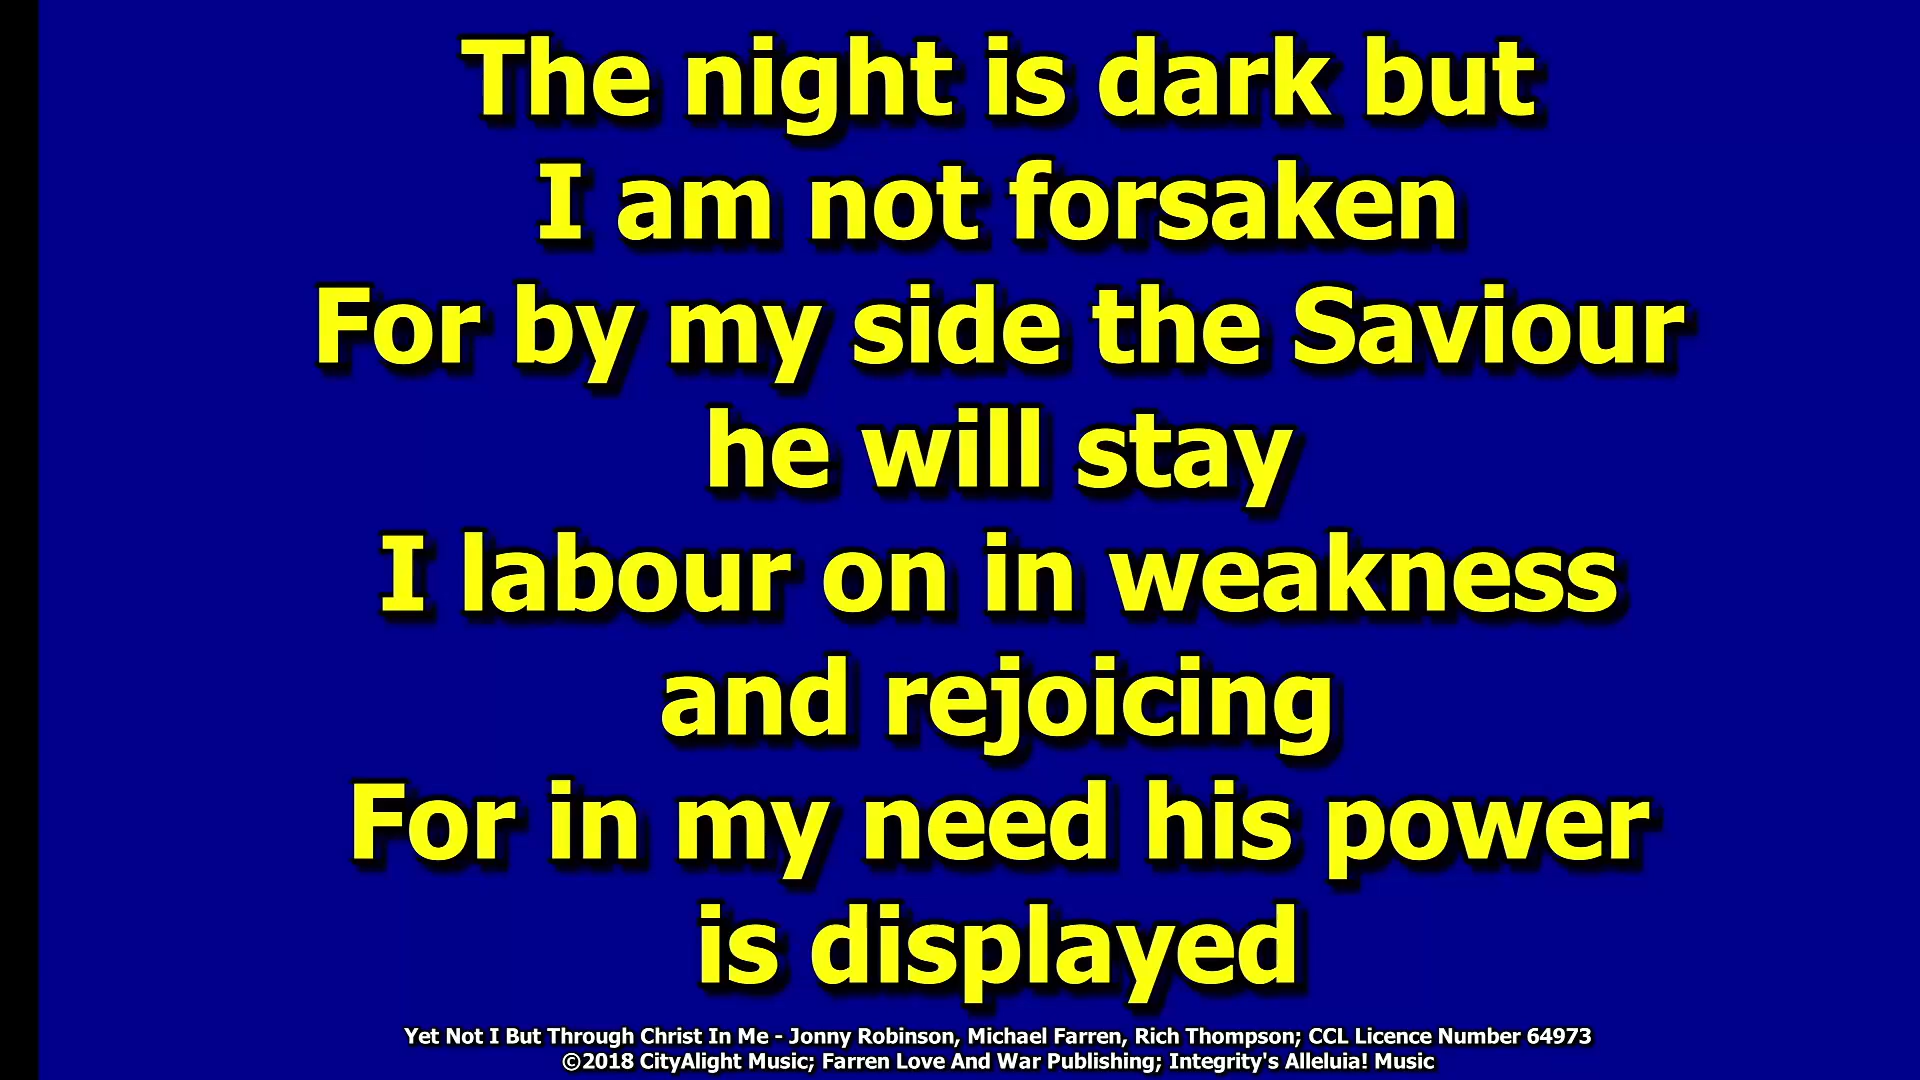 The night is dark but
I am not forsaken
For by my side the Saviour
he will stay
I labour on in weakness
and rejoicing
For in my need his power
is displayed
Yet Not I But Through Christ In Me - Jonny Robinson, Michael Farren, Rich Thompson; CCL Licence Number 64973
©2018 CityAlight Music; Farren Love And War Publishing; Integrity's Alleluia! Music